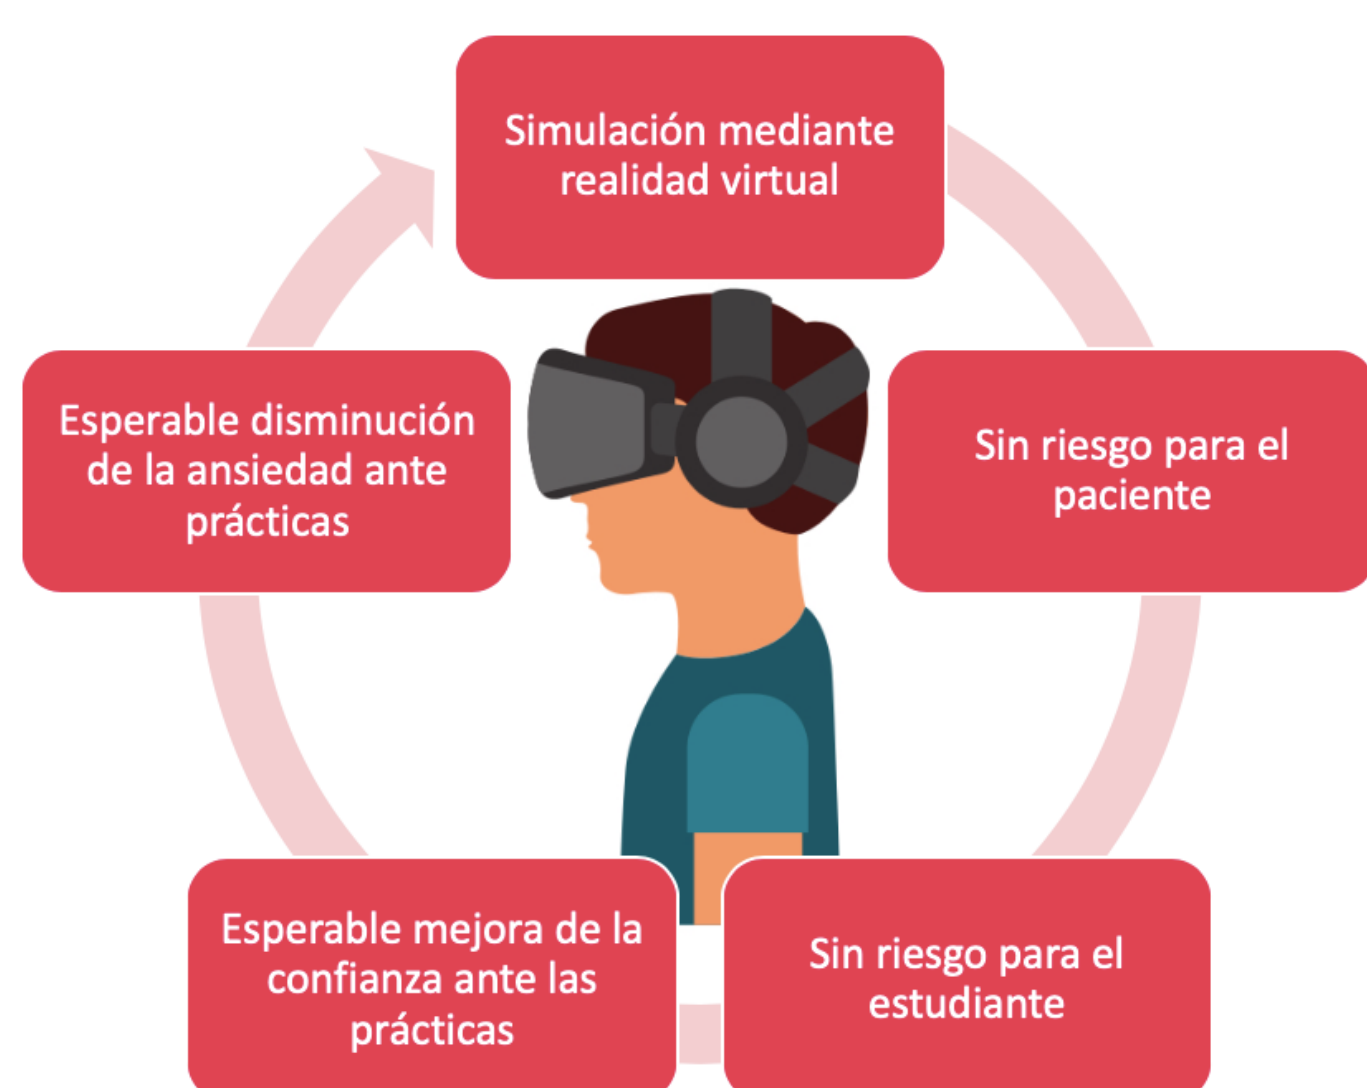 Simulación mediante
realidad virtual
Sin riesgo para el
paciente
Sin riesgo para el
estudiante
Esperable mejora de la
confianza ante las
prácticas
Esperable disminución
de la ansiedad ante
prácticas